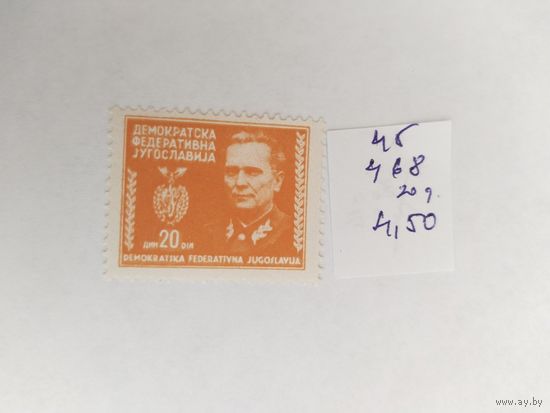 ДЕМОКРАТСКА
ФЕДЕРАТИВНА
ЈУГОСЛАВИЈА
ДИН 20 DIN
DEMOKRATSKA FEDERATIVNA JUGOSLAVIJA
45
468
20 д.
4,50
www.ay.by